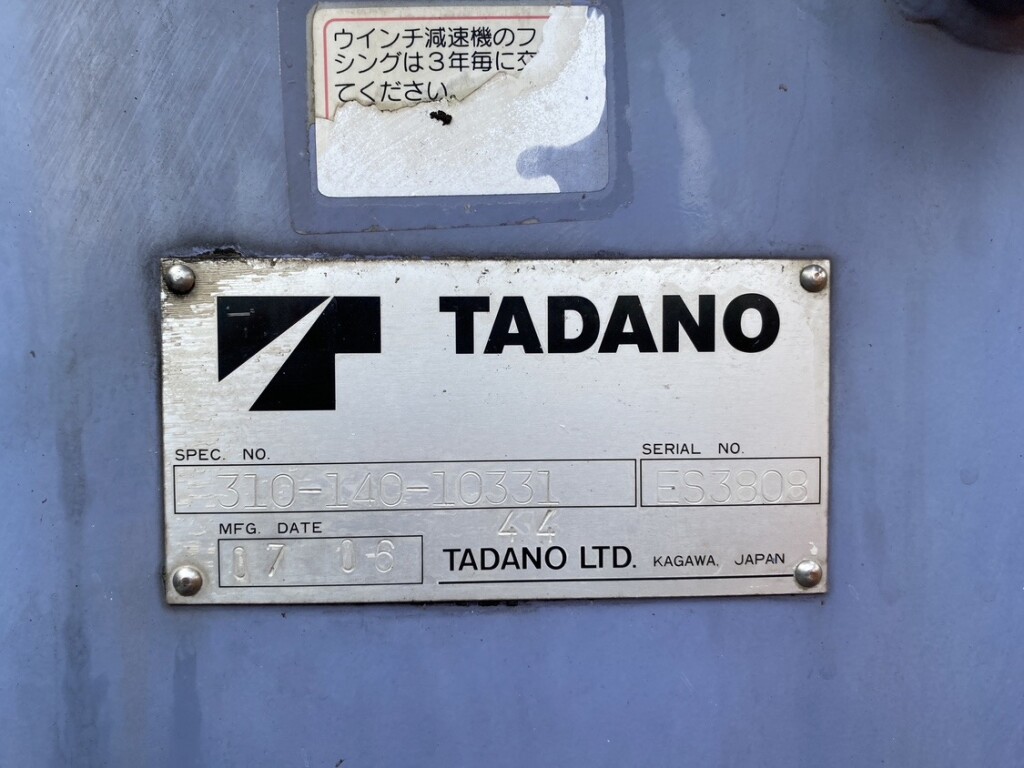 ウインチ減速機のフ
シングは3年毎に交
てください。
TADANO
SPEC. NO.
SERIAL NO.
310-140-10331
ES3808
44
MFG. DATE
07 06
TADANO LTD. KAGAWA, JAPAN